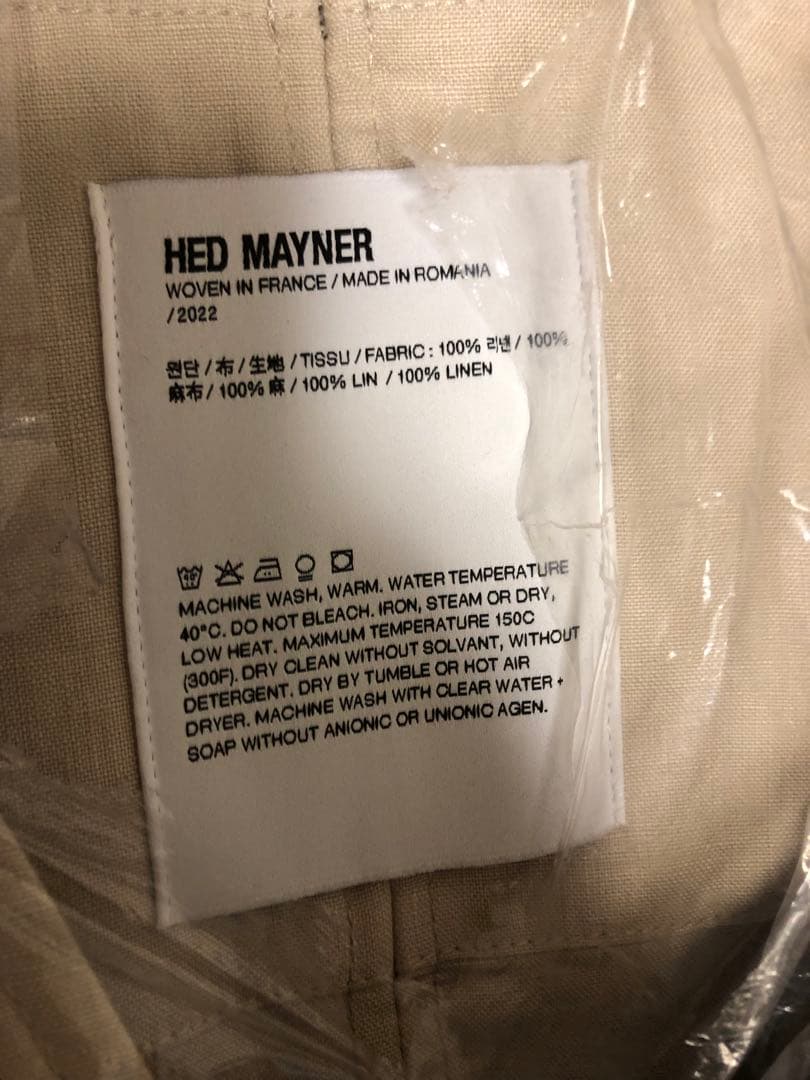 HED MAYNER
WOVEN IN FRANCE / MADE IN ROMANIA
/ 2022
원단 / 布 / 生地 / TISSU / FABRIC : 100% 리넨 / 100%
麻布 / 100% 麻 / 100% LIN / 100% LINEN
40
MACHINE WASH, WARM. WATER TEMPERATURE
40°C. DO NOT BLEACH. IRON, STEAM OR DRY,
LOW HEAT. MAXIMUM TEMPERATURE 150C
(300F). DRY CLEAN WITHOUT SOLVANT, WITHOUT
DETERGENT. DRY BY TUMBLE OR HOT AIR
DRYER. MACHINE WASH WITH CLEAR WATER +
SOAP WITHOUT ANIONIC OR UNIONIC AGEN.